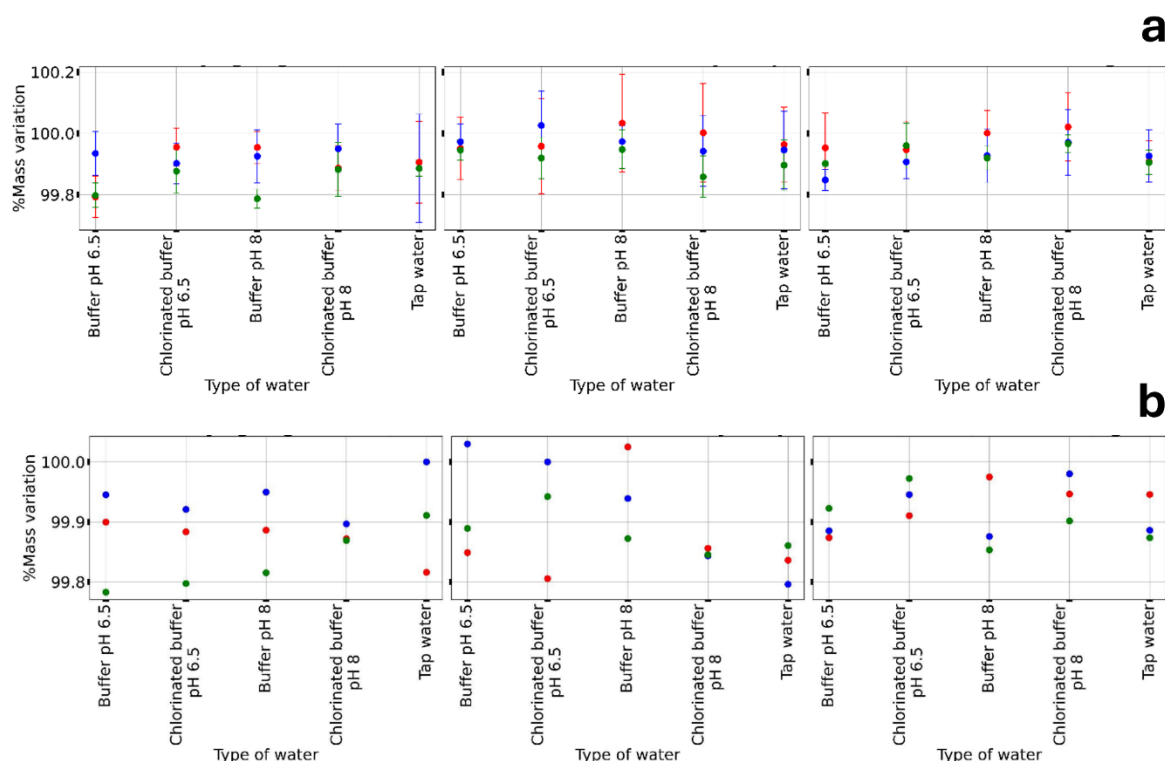 a
%Mass variation
100.2
100.0
99.8
Buffer pH 6.5
Chlorinated buffer
pH 6.5
Buffer pH 8
Chlorinated buffer
pH 8
Tap water
Buffer pH 6.5
Chlorinated buffer
pH 6.5
Buffer pH 8
Chlorinated buffer
pH 8
Tap water
Buffer pH 6.5
Chlorinated buffer
pH 6.5
Buffer pH 8
Chlorinated buffer
pH 8
Tap water
Type of water
Type of water
Type of water
b
%Mass variation
100.0
99.9
99.8
Buffer pH 6.5
Chlorinated buffer
pH 6.5
Buffer pH 8
Chlorinated buffer
pH 8
Tap water
Buffer pH 6.5
Chlorinated buffer
pH 6.5
Buffer pH 8
Chlorinated buffer
pH 8
Tap water
Buffer pH 6.5
Chlorinated buffer
pH 6.5
Buffer pH 8
Chlorinated buffer
pH 8
Tap water
Type of water
Type of water
Type of water